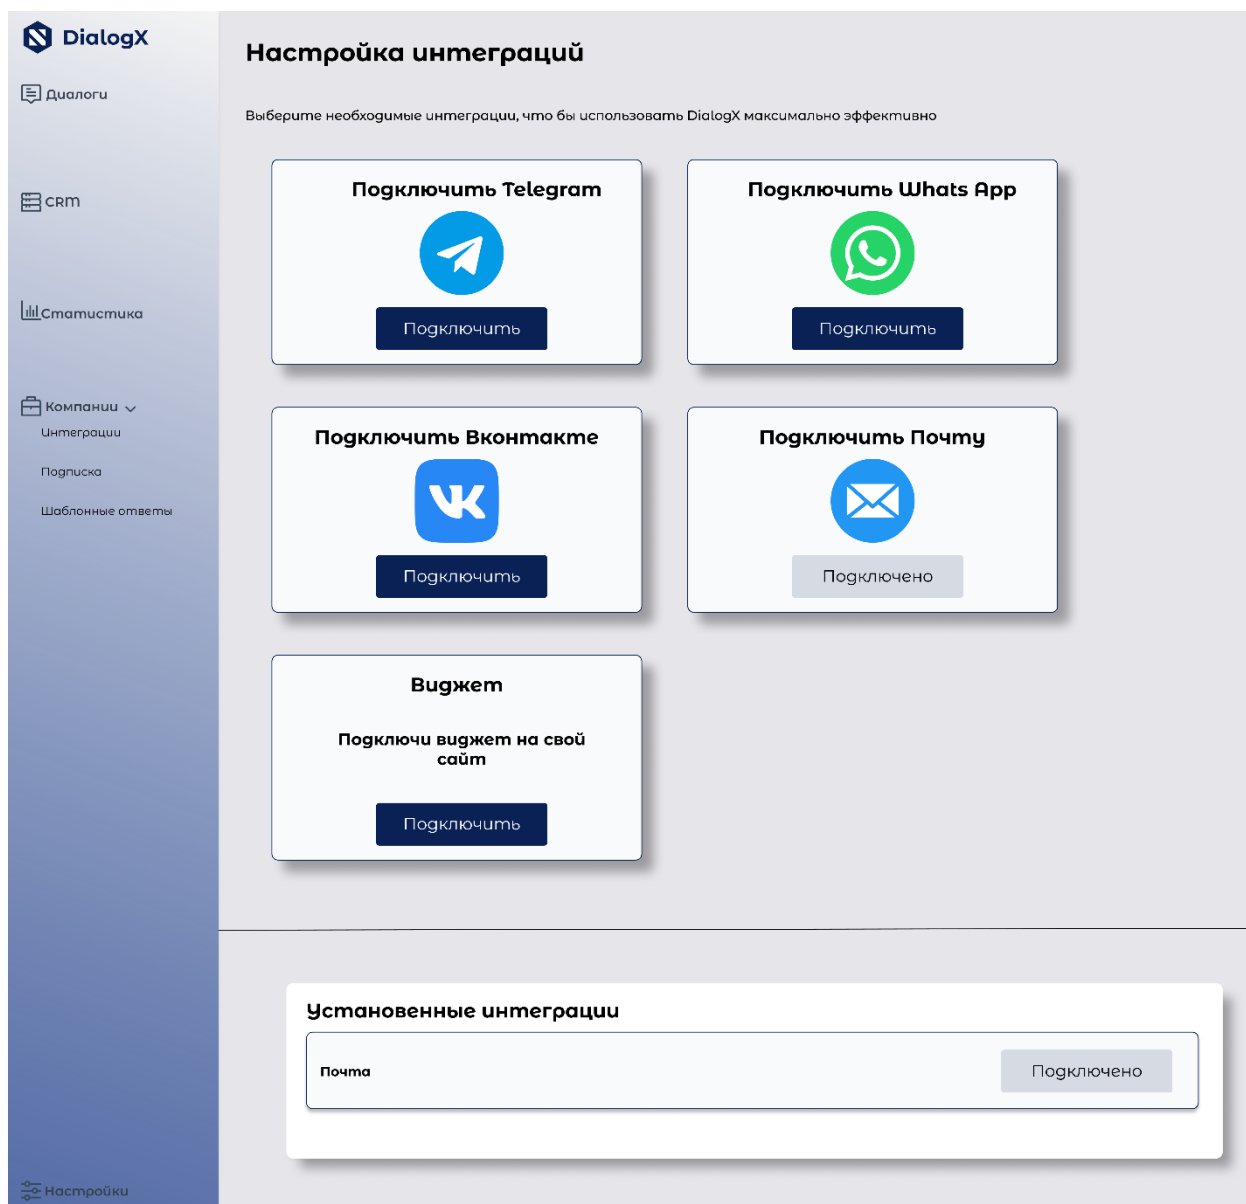 DialogX
Диалоги
CRM
Статистика
Компании
Интеграции
Подписка
Шаблонные ответы
Настройки
Настройка интеграций
Выберите необходимые интеграции, что бы использовать DialogX максимально эффективно
Подключить Telegram
Подключить
Подключить Whats App
Подключить
Подключить Вконтакте
Подключить
Подключить Почту
Подключено
Виджет
Подключи виджет на свой
сайт
Подключить
Установенные интеграции
Почта
Подключено